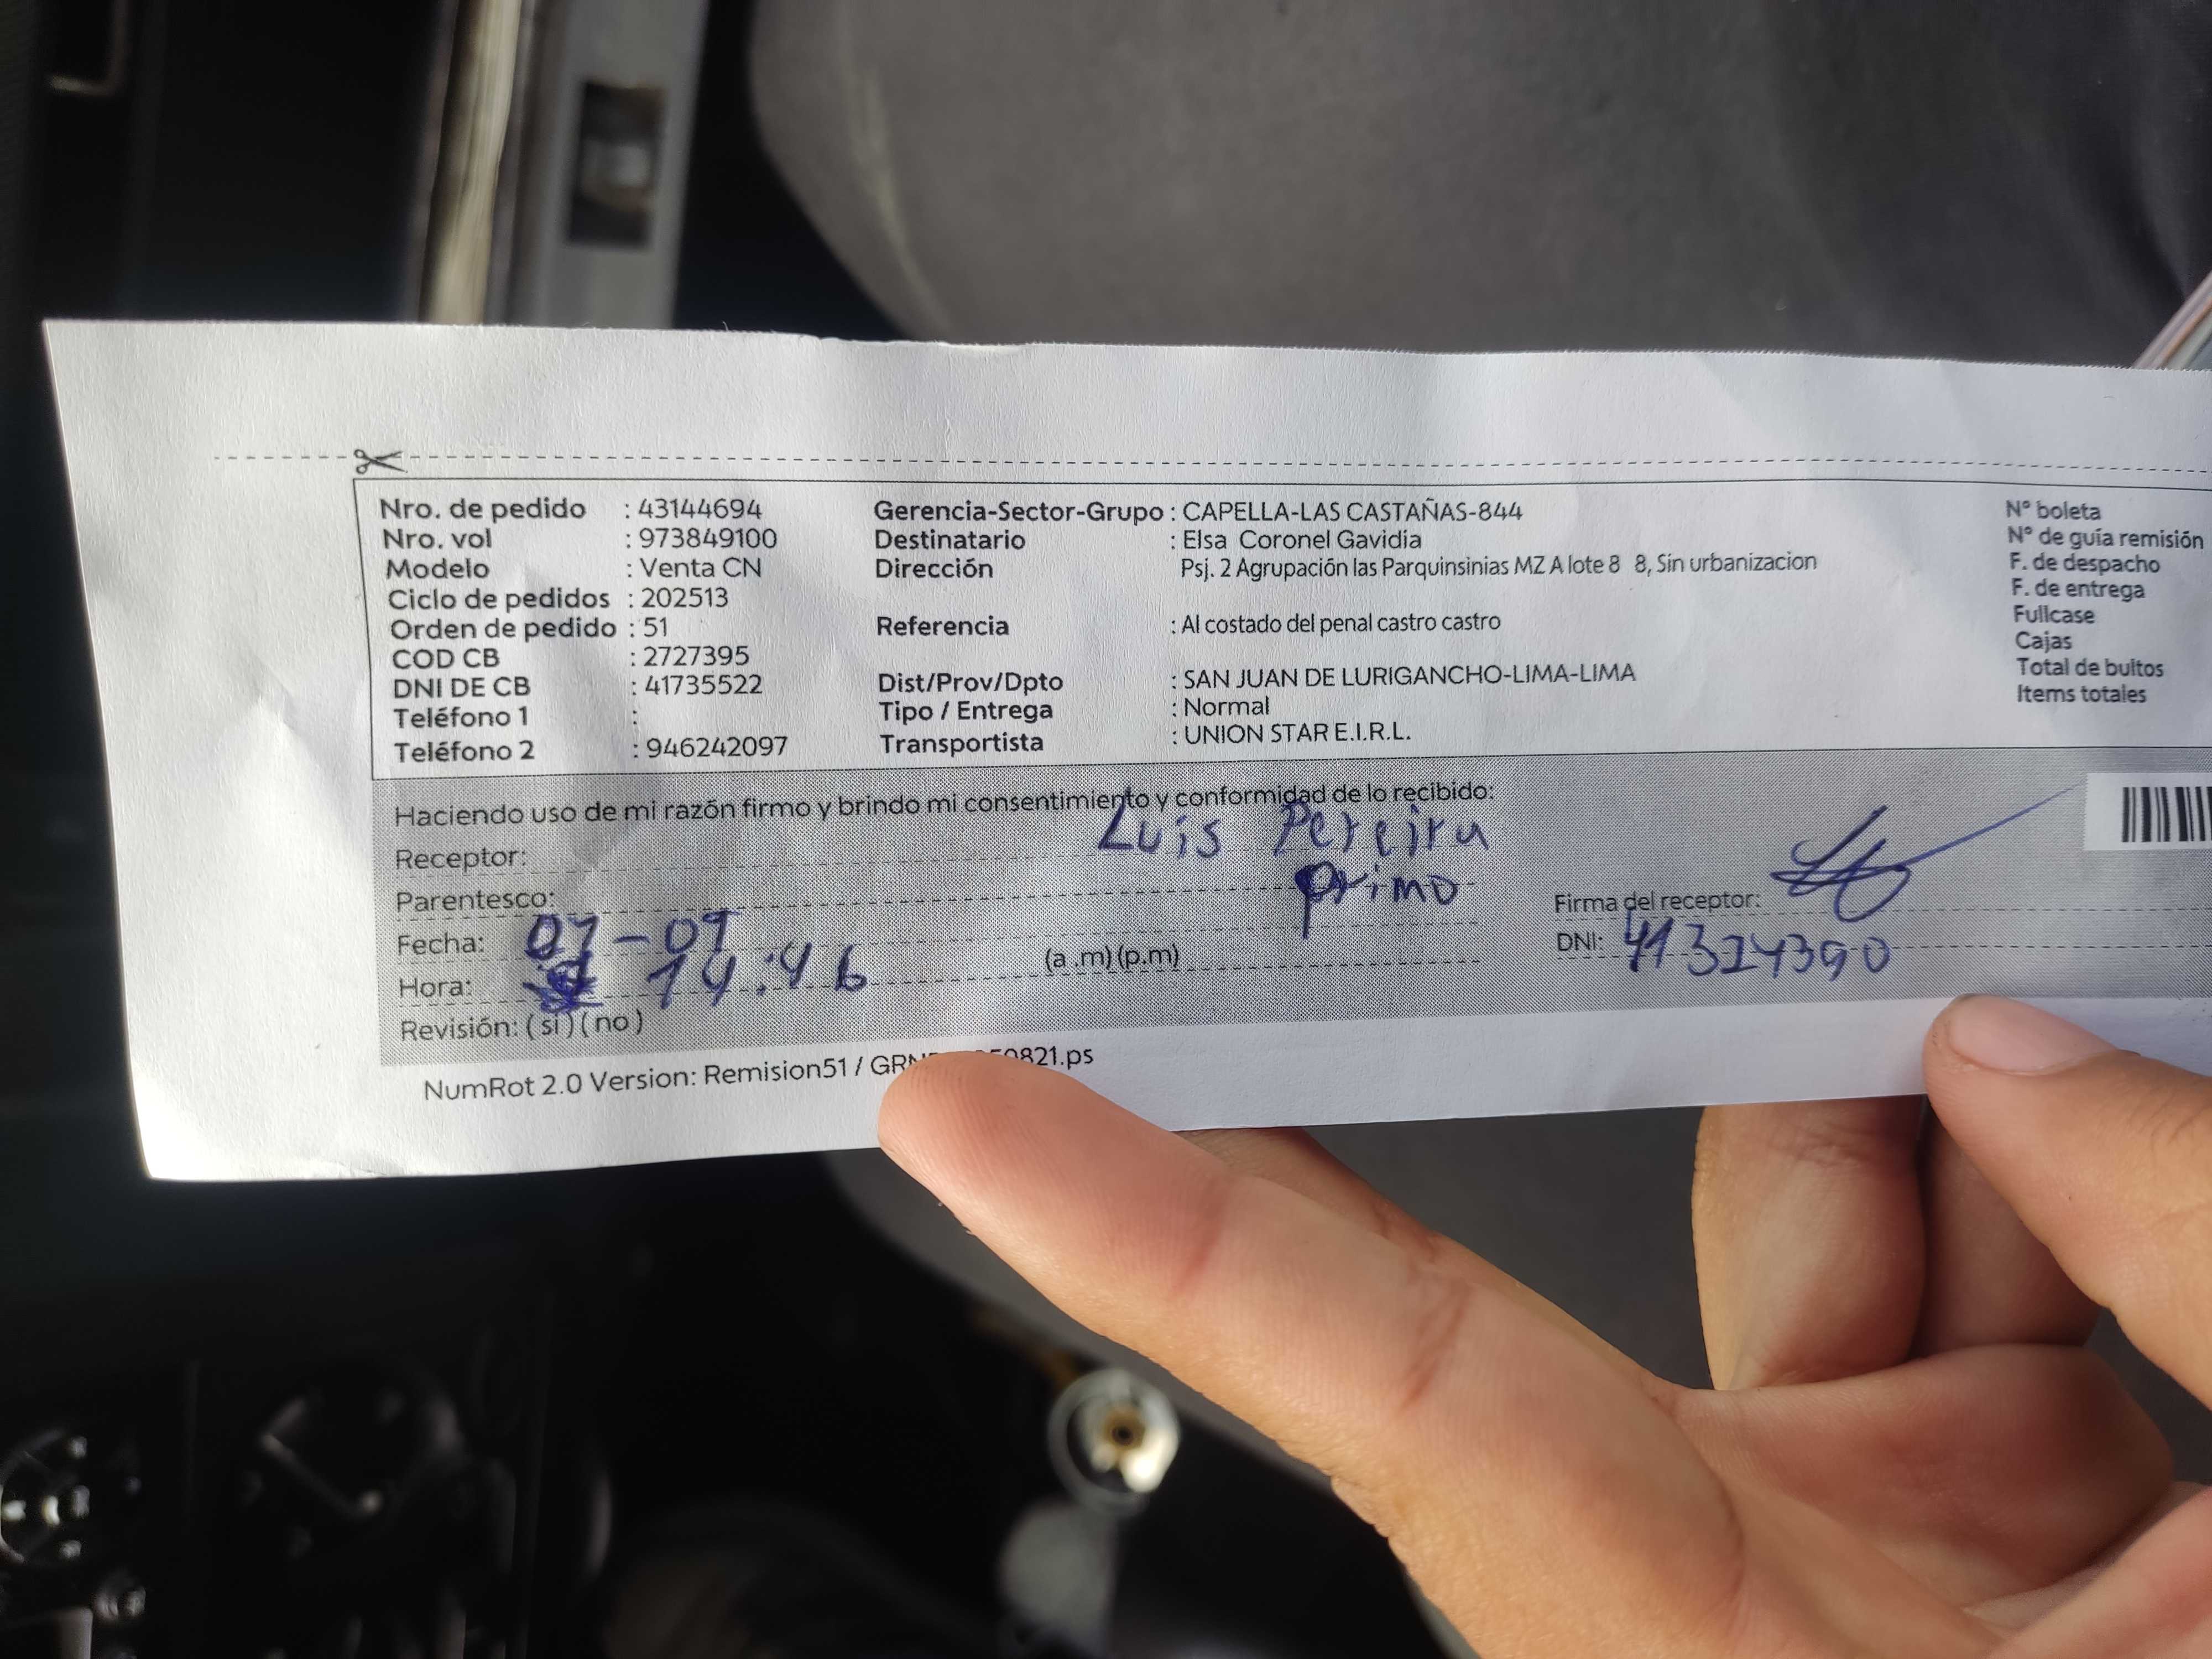 Nro. de pedido : 43144694
Nro. vol : 973849100
Modelo : Venta CN
Ciclo de pedidos : 202513
Orden de pedido : 51
COD CB : 2727395
DNI DE CB : 41735522
Teléfono 1 :
Teléfono 2 : 946242097
Gerencia-Sector-Grupo : CAPELLA-LAS CASTAÑAS-844
Destinatario : Elsa Coronel Gavidia
Dirección Psj. 2 Agrupación las Parquinsinias MZ A lote 8 8, Sin urbanizacion
Referencia : Al costado del penal castro castro
Dist/Prov/Dpto : SAN JUAN DE LURIGANCHO-LIMA-LIMA
Tipo / Entrega : Normal
Transportista : UNION STAR E.I.R.L.
N° boleta
N° de guía remisión
F. de despacho
F. de entrega
Fullcase
Cajas
Total de bultos
Items totales
Haciendo uso de mi razón firmo y brindo mi consentimiento y conformidad de lo recibido:
Receptor: Luis Pereira
Parentesco: primo
Fecha: 07-09
Hora: 14:46 (a .m) (p.m)
Revisión: ( si ) ( no )
Firma del receptor:
DNI: 41324390
NumRot 2.0 Version: Remision51 /